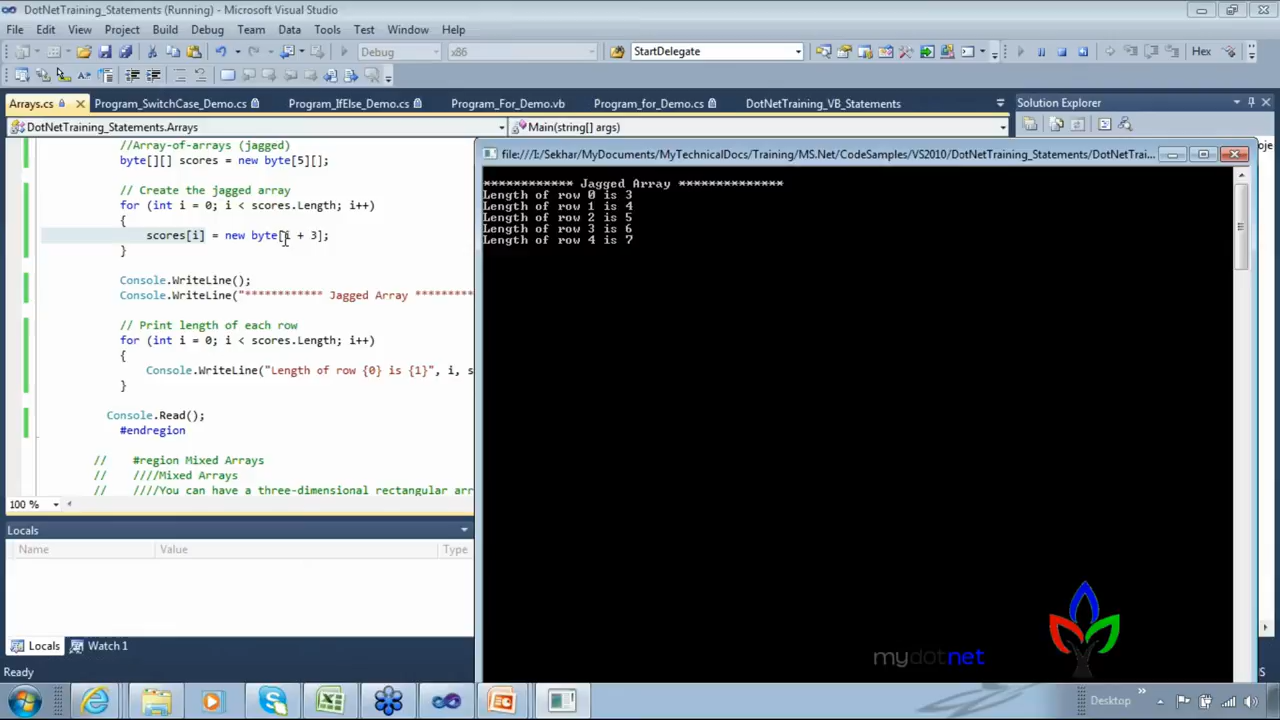 DotNetTraining_Statements (Running) - Microsoft Visual Studio
File Edit View Project Build Debug Team Data Tools Test Window Help
Debug x86 StartDelegate Hex
Arrays.cs Program_SwitchCase_Demo.cs Program_IfElse_Demo.cs Program_For_Demo.vb Program_for_Demo.cs DotNetTraining_VB_Statements Solution Explorer
DotNetTraining_Statements.Arrays Main(string[] args)
//Array-of-arrays (jagged)
byte[][] scores = new byte[5][];
// Create the jagged array
for (int i = 0; i < scores.Length; i++)
{
scores[i] = new byte[i + 3];
}
Console.WriteLine();
Console.WriteLine("************ Jagged Array *********
// Print length of each row
for (int i = 0; i < scores.Length; i++)
{
Console.WriteLine("Length of row {0} is {1}", i, s
}
Console.Read();
#endregion
// #region Mixed Arrays
// ////Mixed Arrays
// ////You can have a three-dimensional rectangular arr
100 %
file:///I:/Sekhar/MyDocuments/MyTechnicalDocs/Training/MS.Net/CodeSamples/VS2010/DotNetTraining_Statements/DotNetTrai...
************ Jagged Array **************
Length of row 0 is 3
Length of row 1 is 4
Length of row 2 is 5
Length of row 3 is 6
Length of row 4 is 7
Locals
Name Value Type
Locals Watch 1
Ready
mydotnet
Desktop